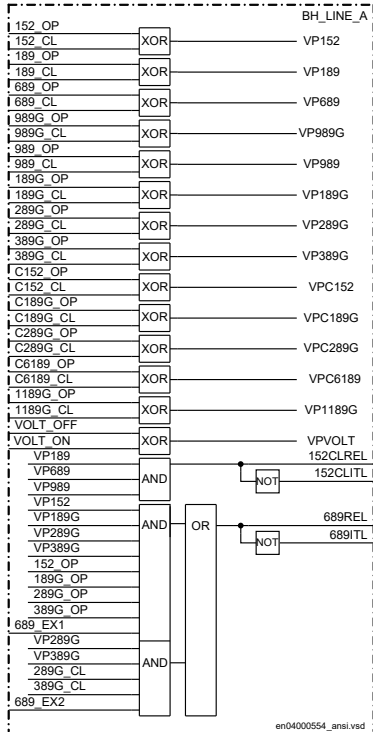 BH_LINE_A
152_OP
152_CL
XOR
VP152
189_OP
189_CL
XOR
VP189
689_OP
689_CL
XOR
VP689
989G_OP
989G_CL
XOR
VP989G
989_OP
989_CL
XOR
VP989
189G_OP
189G_CL
XOR
VP189G
289G_OP
289G_CL
XOR
VP289G
389G_OP
389G_CL
XOR
VP389G
C152_OP
C152_CL
XOR
VPC152
C189G_OP
C189G_CL
XOR
VPC189G
C289G_OP
C289G_CL
XOR
VPC289G
C6189_OP
C6189_CL
XOR
VPC6189
1189G_OP
1189G_CL
XOR
VP1189G
VOLT_OFF
VOLT_ON
XOR
VPVOLT
VP189
VP689
VP989
AND
152CLREL
NOT
152CLITL
VP152
VP189G
VP289G
VP389G
152_OP
189G_OP
289G_OP
389G_OP
689_EX1
AND
OR
689REL
NOT
689ITL
VP289G
VP389G
289G_CL
389G_CL
689_EX2
AND
en04000554_ansi.vsd